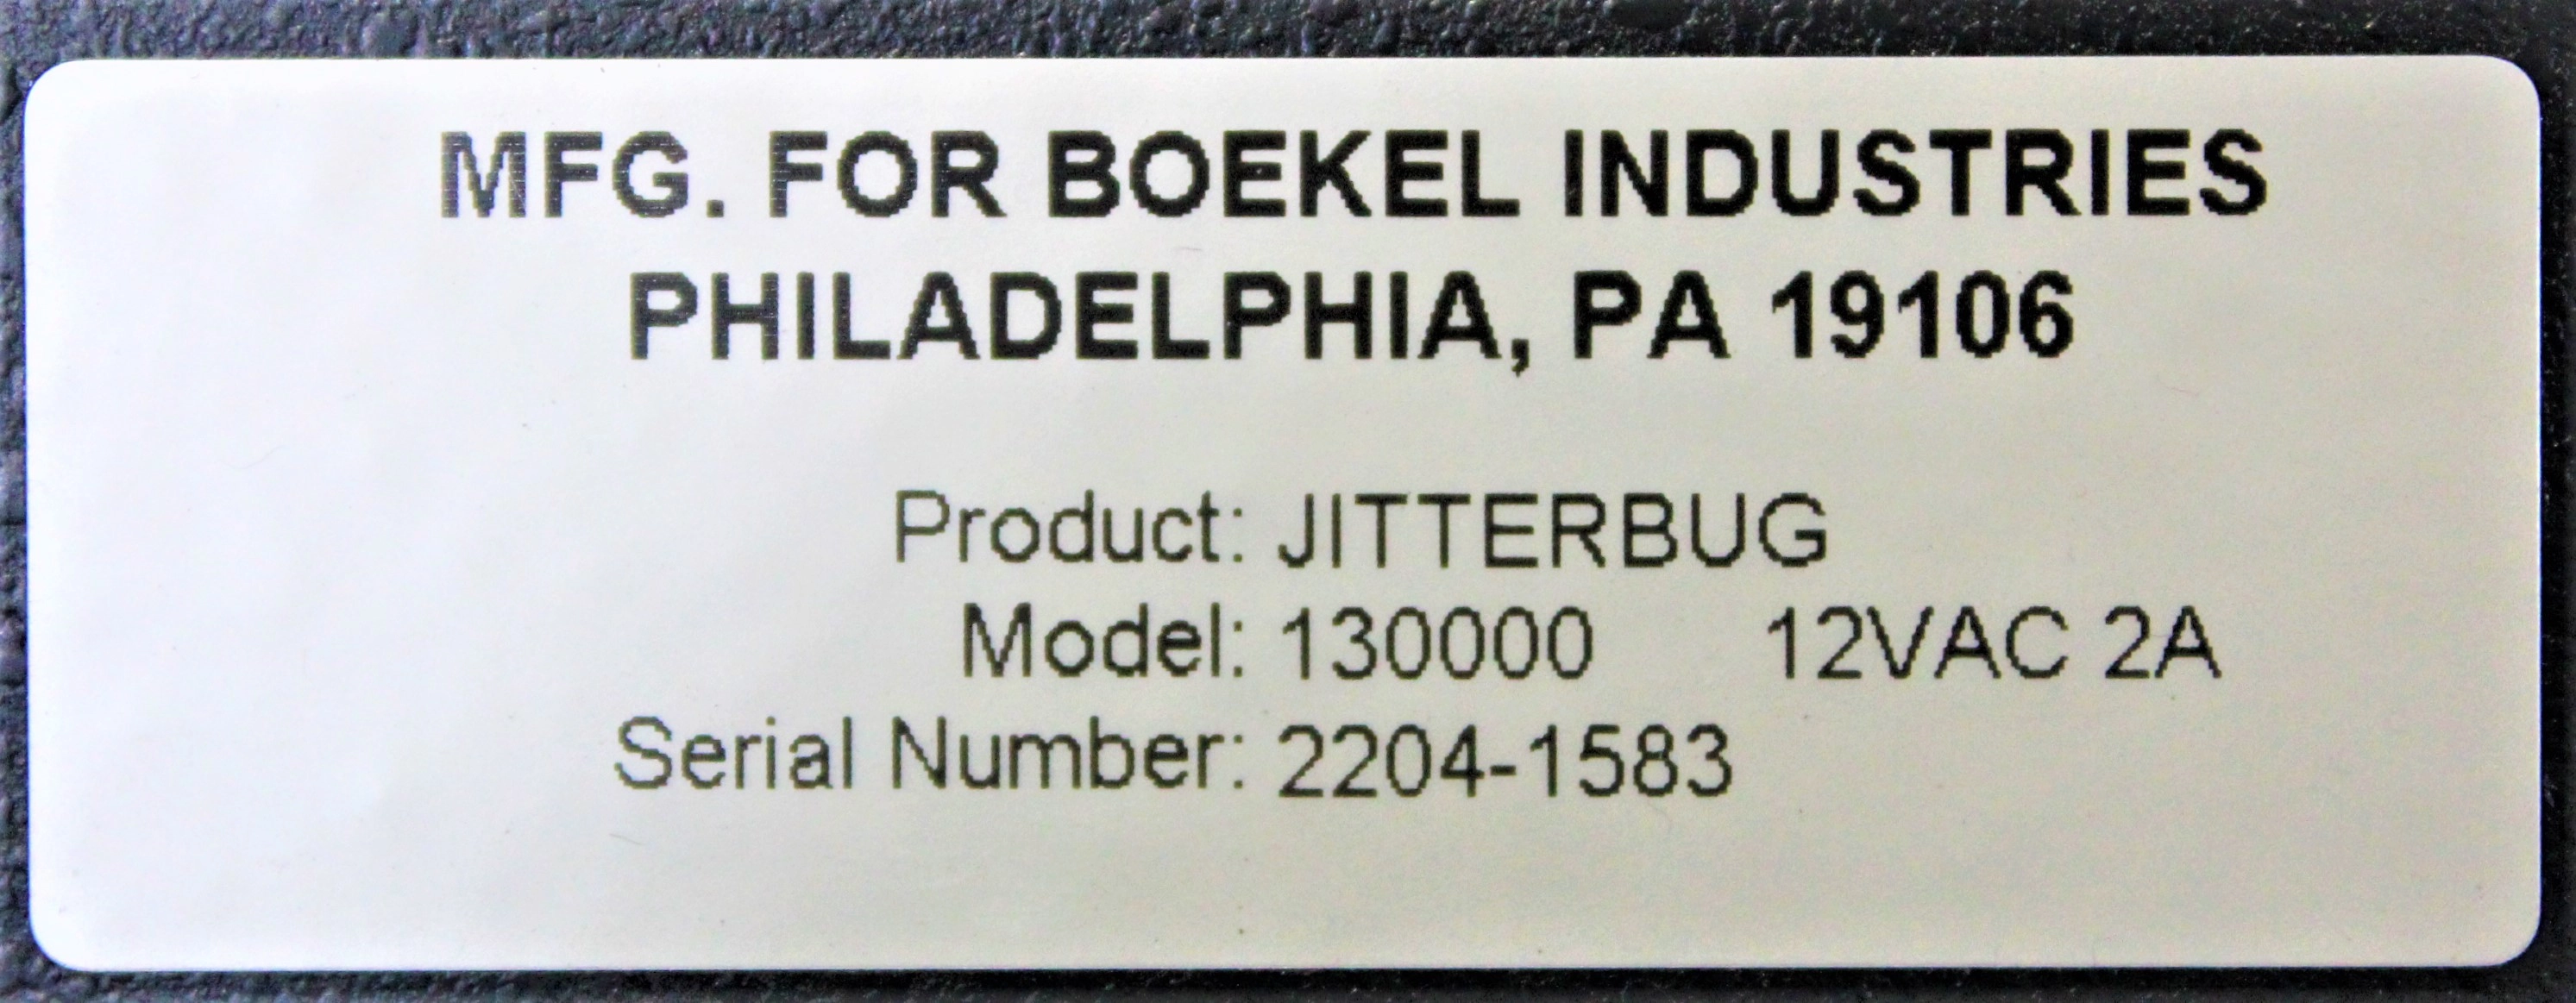 MFG. FOR BOEKEL INDUSTRIES
PHILADELPHIA, PA 19106
Product: JITTERBUG
Model: 130000 12VAC 2A
Serial Number: 2204-1583